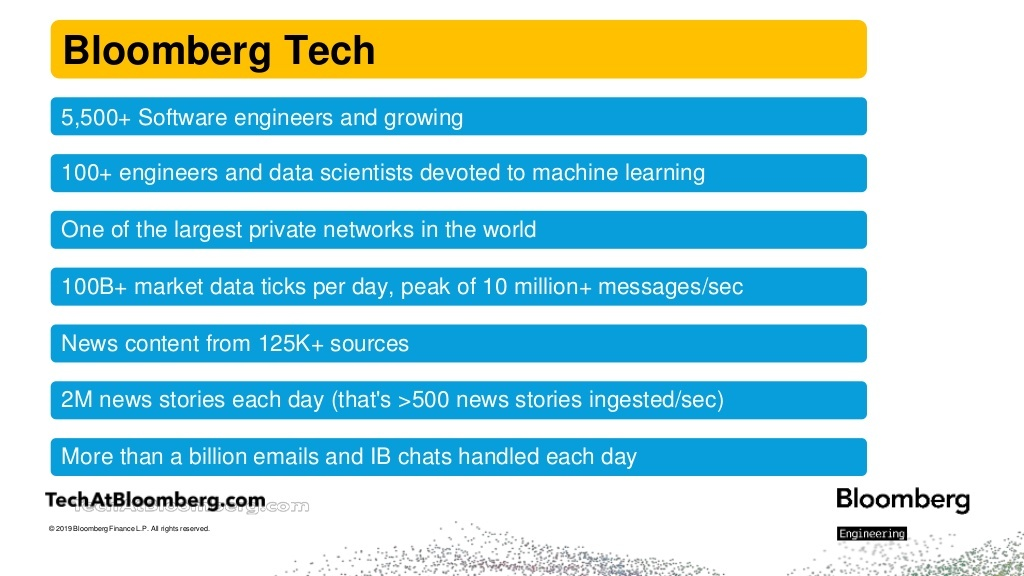 Bloomberg Tech
5,500+ Software engineers and growing
100+ engineers and data scientists devoted to machine learning
One of the largest private networks in the world
100B+ market data ticks per day, peak of 10 million+ messages/sec
News content from 125K+ sources
2M news stories each day (that's >500 news stories ingested/sec)
More than a billion emails and IB chats handled each day
TechAtBloomberg.com
TechAtBloomberg.com
© 2019 Bloomberg Finance L.P. All rights reserved.
Bloomberg
Engineering